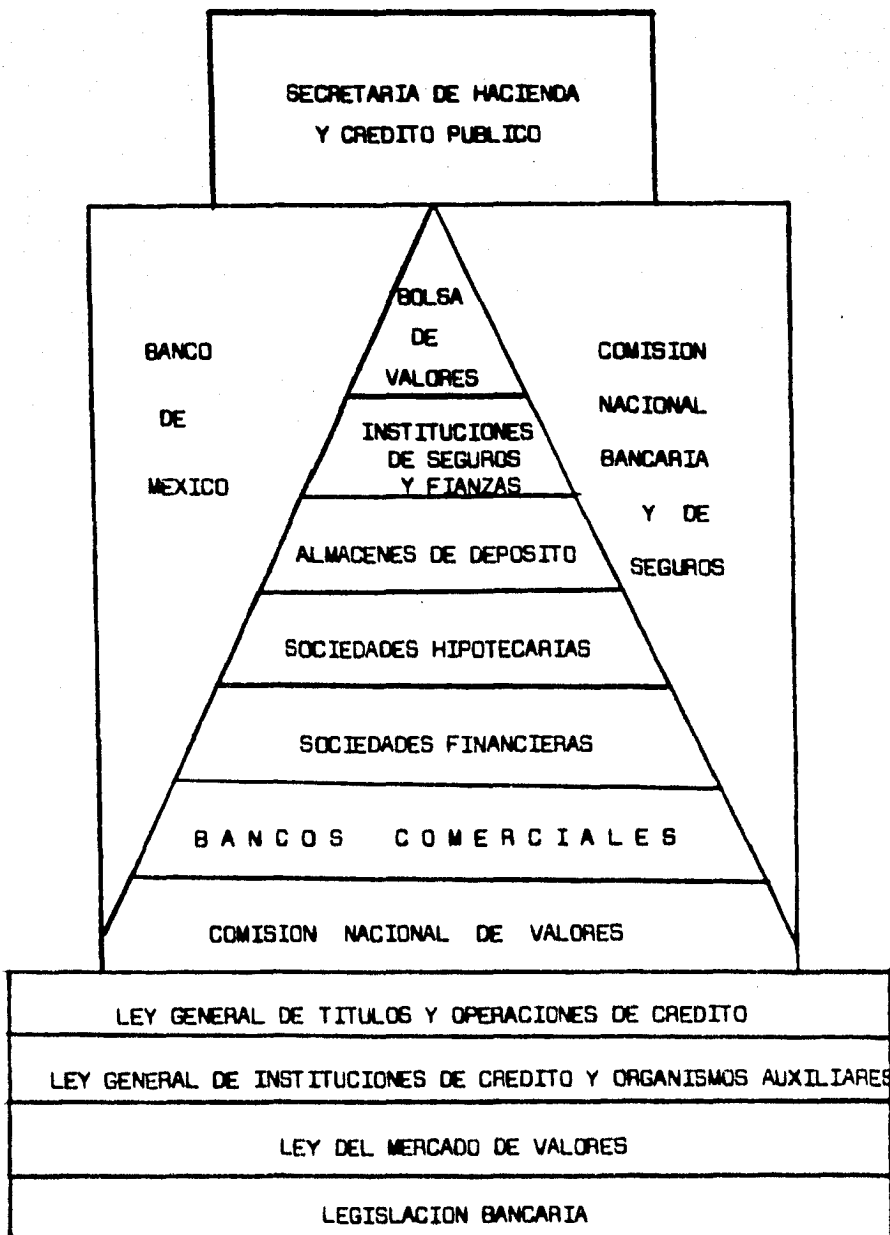 SECRETARIA DE HACIENDA
Y CREDITO PUBLICO
BANCO
DE
MEXICO
BOLSA
DE
VALORES
INSTITUCIONES
DE SEGUROS
Y FIANZAS
ALMACENES DE DEPOSITO
SOCIEDADES HIPOTECARIAS
SOCIEDADES FINANCIERAS
BANCOS COMERCIALES
COMISION NACIONAL DE VALORES
COMISION
NACIONAL
BANCARIA
Y DE
SEGUROS
LEY GENERAL DE TITULOS Y OPERACIONES DE CREDITO
LEY GENERAL DE INSTITUCIONES DE CREDITO Y ORGANISMOS AUXILIARES
LEY DEL MERCADO DE VALORES
LEGISLACION BANCARIA